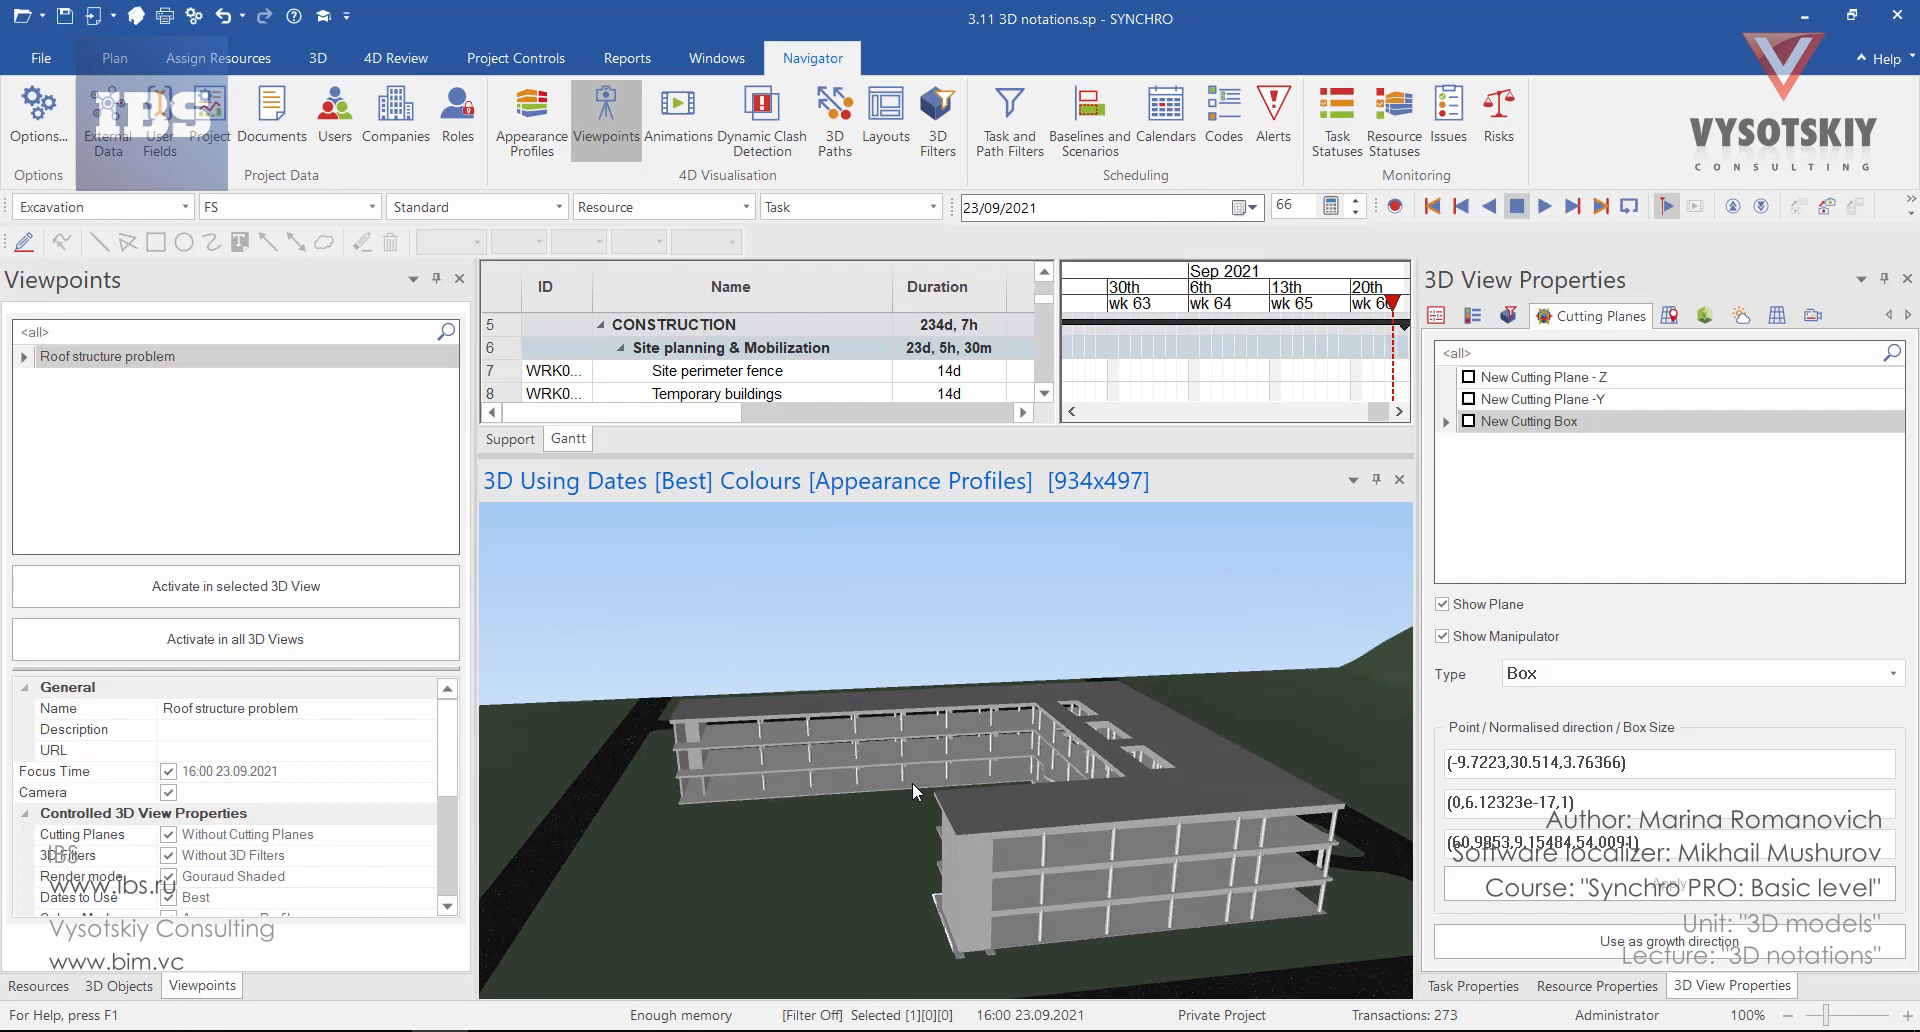 3.11 3D notations.sp - SYNCHRO
File Plan Assign Resources 3D 4D Review Project Controls Reports Windows Navigator Help
Options... External Data User Fields Project Documents Users Companies Roles Appearance Profiles Viewpoints Animations Dynamic Clash Detection 3D Paths Layouts 3D Filters Task and Path Filters Baselines and Scenarios Calendars Codes Alerts Task Statuses Resource Statuses Issues Risks
IBS
VYSOTSKIY
CONSULTING
Options Project Data 4D Visualisation Scheduling Monitoring
Excavation FS Standard Resource Task 23/09/2021 66
Viewpoints
<all>
Roof structure problem
Activate in selected 3D View
Activate in all 3D Views
General
Name Roof structure problem
Description
URL
Focus Time 16:00 23.09.2021
Camera
Controlled 3D View Properties
Cutting Planes Without Cutting Planes
3D Filters Without 3D Filters
Render mode Gouraud Shaded
Dates to Use Best
IBS
www.ibs.ru
Vysotskiy Consulting
www.bim.vc
Resources 3D Objects Viewpoints
ID Name Duration
5 CONSTRUCTION 234d, 7h
6 Site planning & Mobilization 23d, 5h, 30m
7 WRK0... Site perimeter fence 14d
8 WRK0... Temporary buildings 14d
Sep 2021
30th 6th 13th 20th
wk 63 wk 64 wk 65 wk 66
Support Gantt
3D Using Dates [Best] Colours [Appearance Profiles] [934x497]
3D View Properties
Cutting Planes
<all>
New Cutting Plane - Z
New Cutting Plane -Y
New Cutting Box
Show Plane
Show Manipulator
Type Box
Point / Normalised direction / Box Size
(-9.7223,30.514,3.76366)
(0,6.12323e-17,1)
(60.9853,9.15484,54.0091)
Apply
Use as growth direction
Author: Marina Romanovich
Software localizer: Mikhail Mushurov
Course: "Synchro PRO: Basic level"
Unit: "3D models"
Lecture: "3D notations"
Task Properties Resource Properties 3D View Properties
For Help, press F1 Enough memory [Filter Off] Selected [1][0][0] 16:00 23.09.2021 Private Project Transactions: 273 Administrator 100%